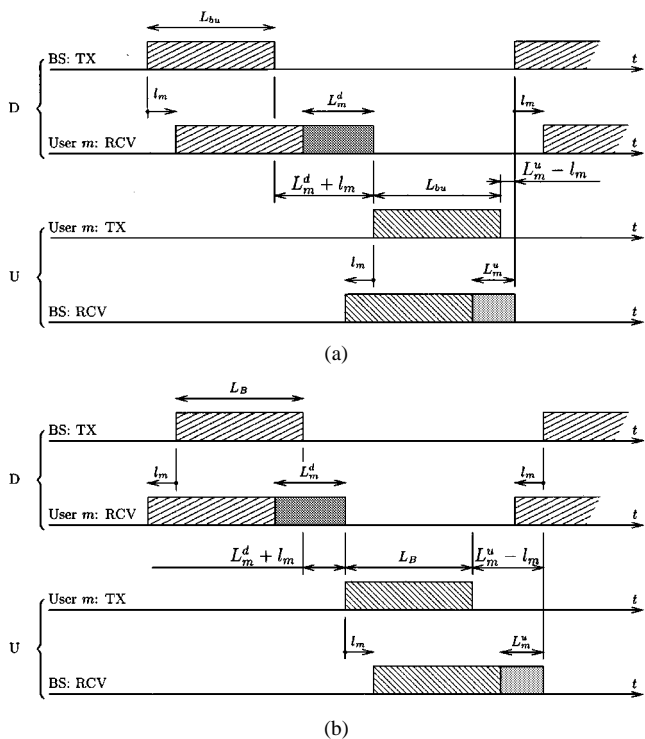 L_bu
BS: TX
t
l_m
L_m^d
l_m
D
User m: RCV
t
L_m^d + l_m
L_bu
L_m^u − l_m
User m: TX
t
l_m
L_m^u
U
BS: RCV
t
(a)
L_B
BS: TX
t
l_m
L_m^d
l_m
D
User m: RCV
t
L_m^d + l_m
L_B
L_m^u − l_m
User m: TX
t
l_m
L_m^u
U
BS: RCV
t
(b)